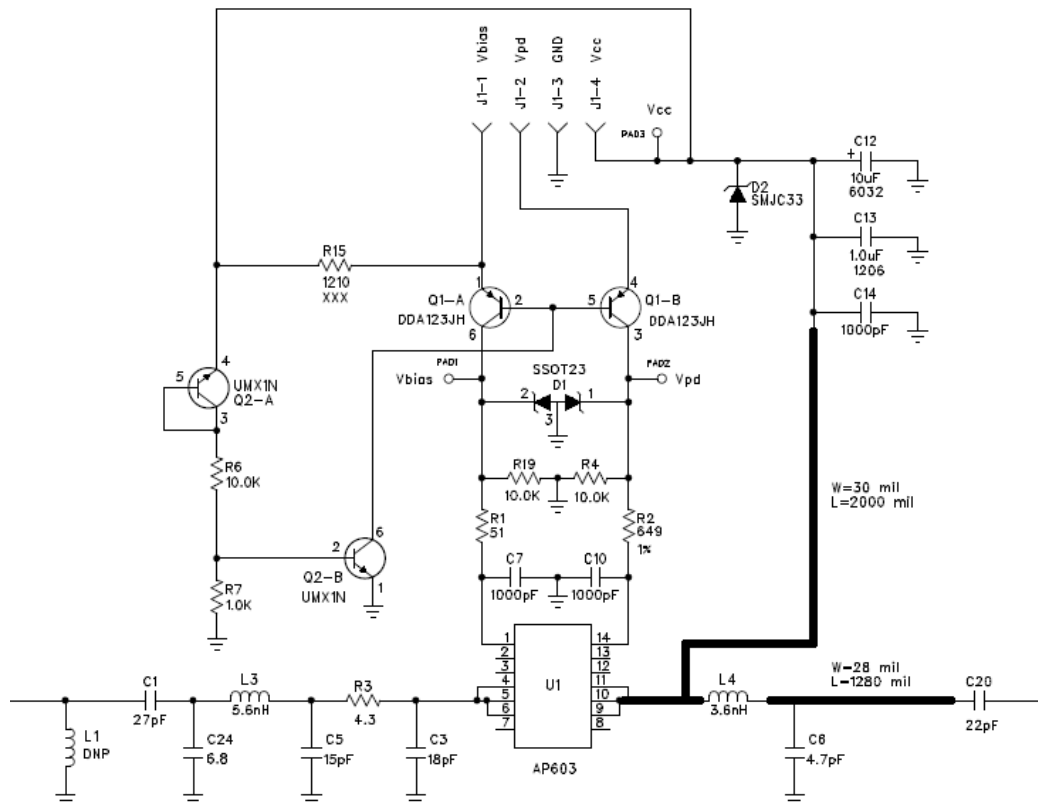 J1-1 Vbias
J1-2 Vpd
J1-3 GND
J1-4 Vcc
Vcc
PAD3
C12
+
10uF
6032
D2
SMJC33
C13
1.0uF
1206
C14
1000pF
R15
1210
XXX
1
Q1-A
2
DDA123JH
6
4
5
Q1-B
DDA123JH
3
PAD1
Vbias
SSOT23
D1
2
1
3
PAD2
Vpd
4
5
UMX1N
Q2-A
3
R6
10.0K
R19
10.0K
R4
10.0K
R1
51
R2
649
1%
W=30 mil
L=2000 mil
6
2
Q2-B
UMX1N
1
R7
1.0K
C7
1000pF
C10
1000pF
1
2
3
4
5
6
7
14
13
12
11
10
9
8
U1
AP603
C1
27pF
L3
5.6nH
R3
4.3
L4
3.6nH
W=28 mil
L=1280 mil
C20
22pF
L1
DNP
C24
6.8
C5
15pF
C3
18pF
C6
4.7pF